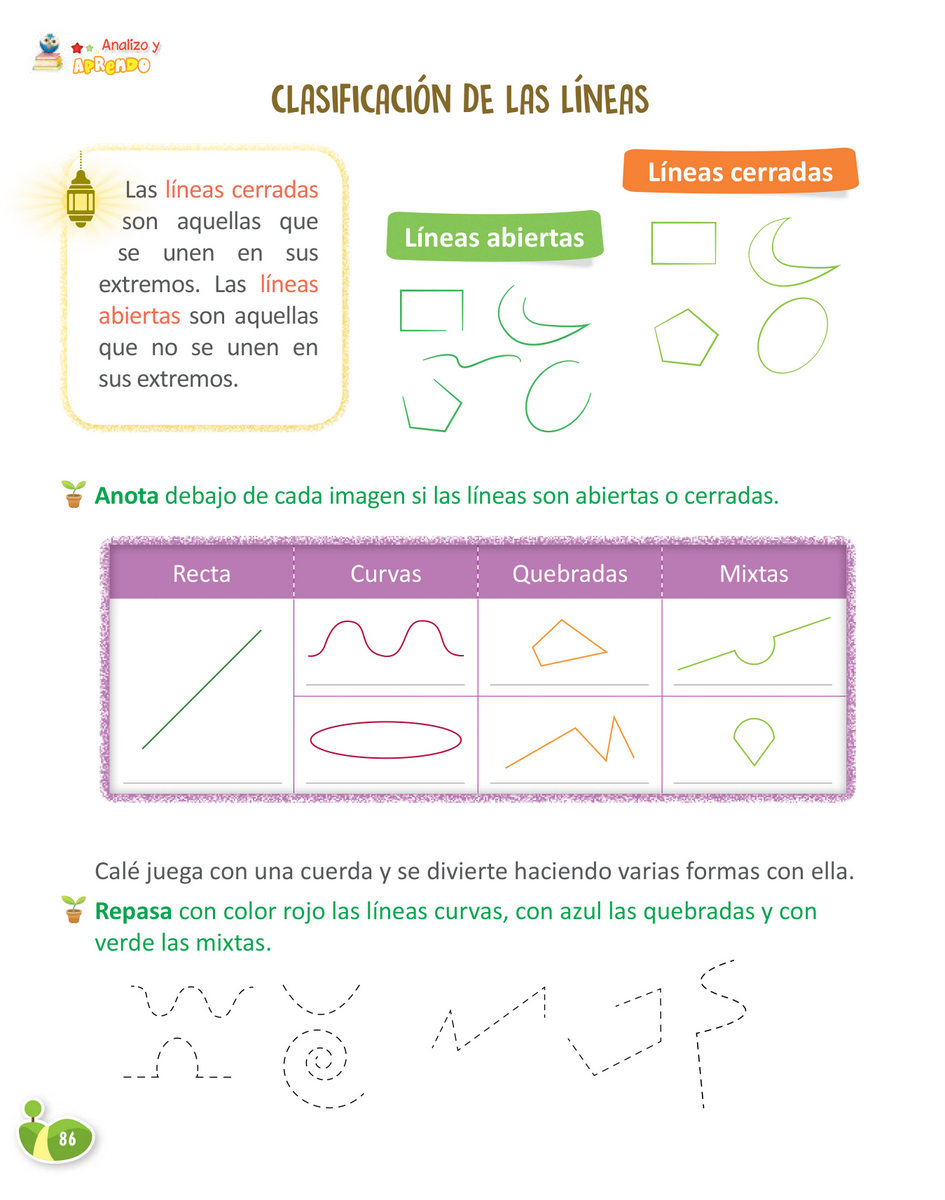 Analizo y
APRENDO
CLASIFICACIÓN DE LAS LÍNEAS
Las líneas cerradas
son aquellas que
se unen en sus
extremos. Las líneas
abiertas son aquellas
que no se unen en
sus extremos.
Líneas abiertas
Líneas cerradas
Anota debajo de cada imagen si las líneas son abiertas o cerradas.
Recta Curvas Quebradas Mixtas
Calé juega con una cuerda y se divierte haciendo varias formas con ella.
Repasa con color rojo las líneas curvas, con azul las quebradas y con
verde las mixtas.
86